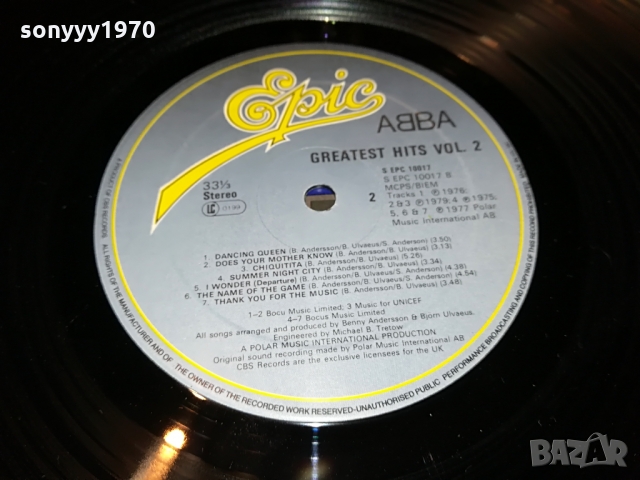 sonyyy1970
Epic
ABBA
GREATEST HITS VOL. 2
33⅓
Stereo
LC
S EPC 10017
S EPC 10017 B
MCPS/BIEM
2
Tracks 1 ℗ 1976:
2 & 3 ℗ 1979: 4 ℗ 1975:
5, 6 & 7 ℗ 1977 Polar
Music International AB
1. DANCING QUEEN (B. Andersson/B. Ulvaeus/S. Anderson) (3.50)
2. DOES YOUR MOTHER KNOW (B. Andersson/B. Ulvaeus) (3.13)
3. CHIQUITITA (B. Andersson/B. Ulvaeus) (5.26)
4. SUMMER NIGHT CITY (B. Andersson/B. Ulvaeus) (3.34)
5. I WONDER (Departure) (B. Andersson/B. Ulvaeus/S. Anderson) (4.38)
6. THE NAME OF THE GAME (B. Andersson/B. Ulvaeus/S. Anderson) (4.54)
7. THANK YOU FOR THE MUSIC (B. Andersson/B. Ulvaeus) (3.48)
1–2 Bocu Music Limited; 3 Music for UNICEF
4–7 Bocus Music Limited
All songs arranged and produced by Benny Andersson & Bjorn Ulvaeus.
Engineered by Michael B. Tretow
A POLAR MUSIC INTERNATIONAL PRODUCTION
Original sound recording made by Polar Music International AB
CBS Records are the exclusive licensees for the UK
ALL RIGHTS OF THE MANUFACTURER AND OF THE OWNER OF THE RECORDED WORK RESERVED-UNAUTHORISED PUBLIC PERFORMANCE BROADCASTING AND COPYING OF THIS RECORD PROHIBITED
BAZAR.bg